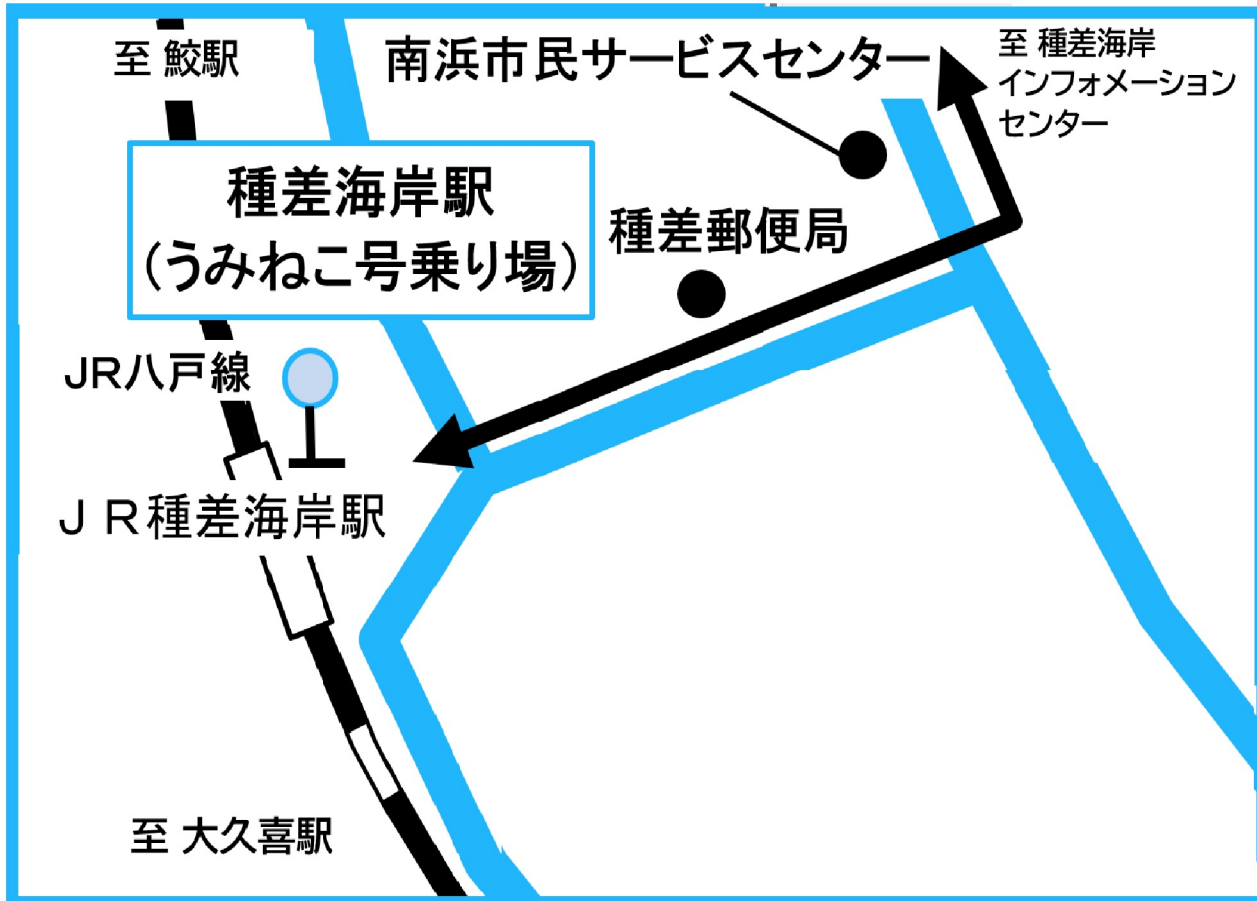 至 鮫駅
南浜市民サービスセンター
至 種差海岸
インフォメーション
センター
種差海岸駅
（うみねこ号乗り場）
種差郵便局
JR八戸線
ＪＲ種差海岸駅
至 大久喜駅